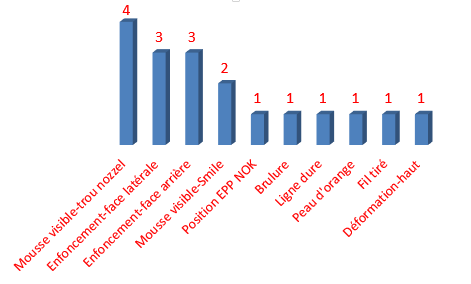 4
3
3
2
1
1
1
1
1
1
Mousse visible-trou nozzel
Enfoncement-face latérale
Enfoncement-face arrière
Mousse visible-Smile
Position EPP NOK
Brulure
Ligne dure
Peau d'orange
Fil tiré
Déformation-haut